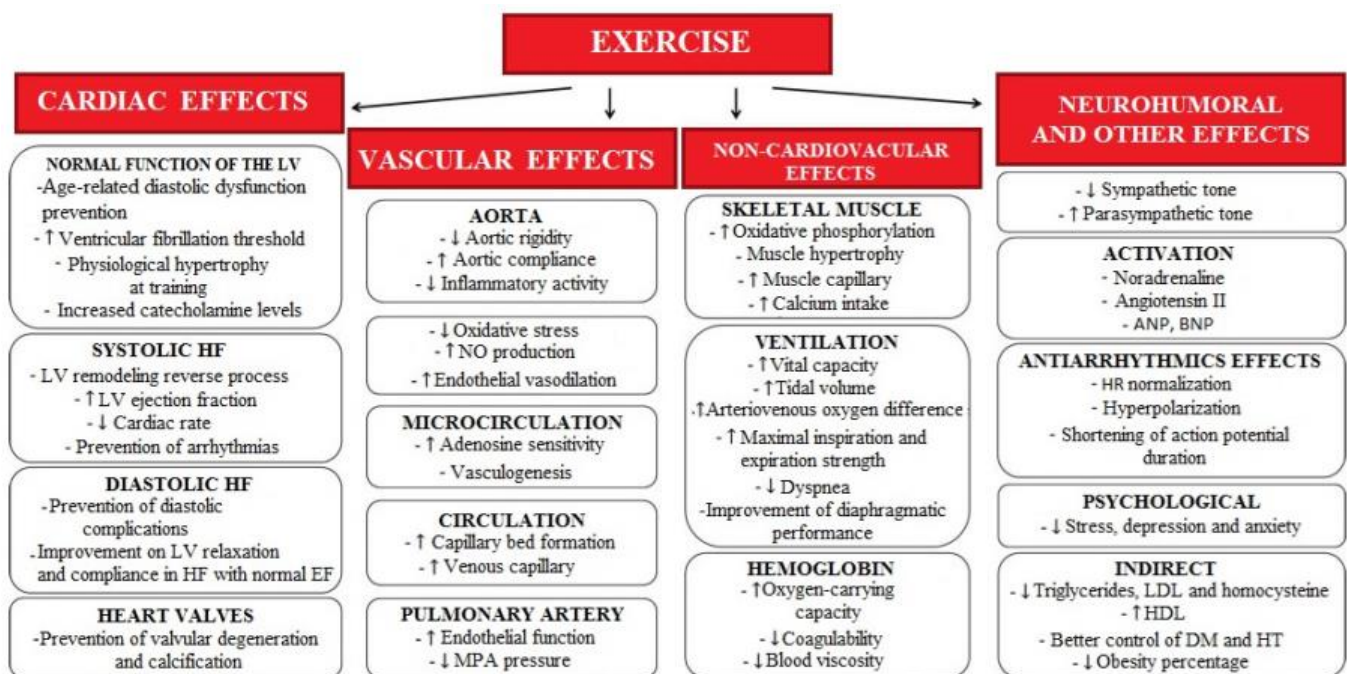 EXERCISE
CARDIAC EFFECTS
NORMAL FUNCTION OF THE LV
-Age-related diastolic dysfunction
prevention
-↑Ventricular fibrillation threshold
- Physiological hypertrophy
at training
- Increased catecholamine levels
SYSTOLIC HF
-LV remodeling reverse process
-↑LV ejection fraction
-↓ Cardiac rate
- Prevention of arrhythmias
DIASTOLIC HF
-Prevention of diastolic
complications
-Improvement on LV relaxation
and compliance in HF with normal EF
HEART VALVES
-Prevention of valvular degeneration
and calcification
VASCULAR EFFECTS
AORTA
-↓ Aortic rigidity
-↑ Aortic compliance
-↓ Inflammatory activity
-↓Oxidative stress
-↑NO production
-↑Endothelial vasodilation
MICROCIRCULATION
-↑ Adenosine sensitivity
- Vasculogenesis
CIRCULATION
-↑ Capillary bed formation
-↑ Venous capillary
PULMONARY ARTERY
-↑ Endothelial function
-↓ MPA pressure
NON-CARDIOVACULAR
EFFECTS
SKELETAL MUSCLE
-↑Oxidative phosphorylation
- Muscle hypertrophy
-↑ Muscle capillary
-↑ Calcium intake
VENTILATION
-↑Vital capacity
-↑Tidal volume
-↑Arteriovenous oxygen difference
-↑ Maximal inspiration and
expiration strength
-↓ Dyspnea
-Improvement of diaphragmatic
performance
HEMOGLOBIN
-↑Oxygen-carrying
capacity
-↓Coagulability
-↓Blood viscosity
NEUROHUMORAL
AND OTHER EFFECTS
-↓ Sympathetic tone
-↑Parasympathetic tone
ACTIVATION
- Noradrenaline
- Angiotensin II
- ANP, BNP
ANTIARRHYTHMICS EFFECTS
- HR normalization
- Hyperpolarization
- Shortening of action potential
duration
PSYCHOLOGICAL
-↓Stress, depression and anxiety
INDIRECT
-↓Triglycerides, LDL and homocysteine
-↑HDL
- Better control of DM and HT
-↓Obesity percentage